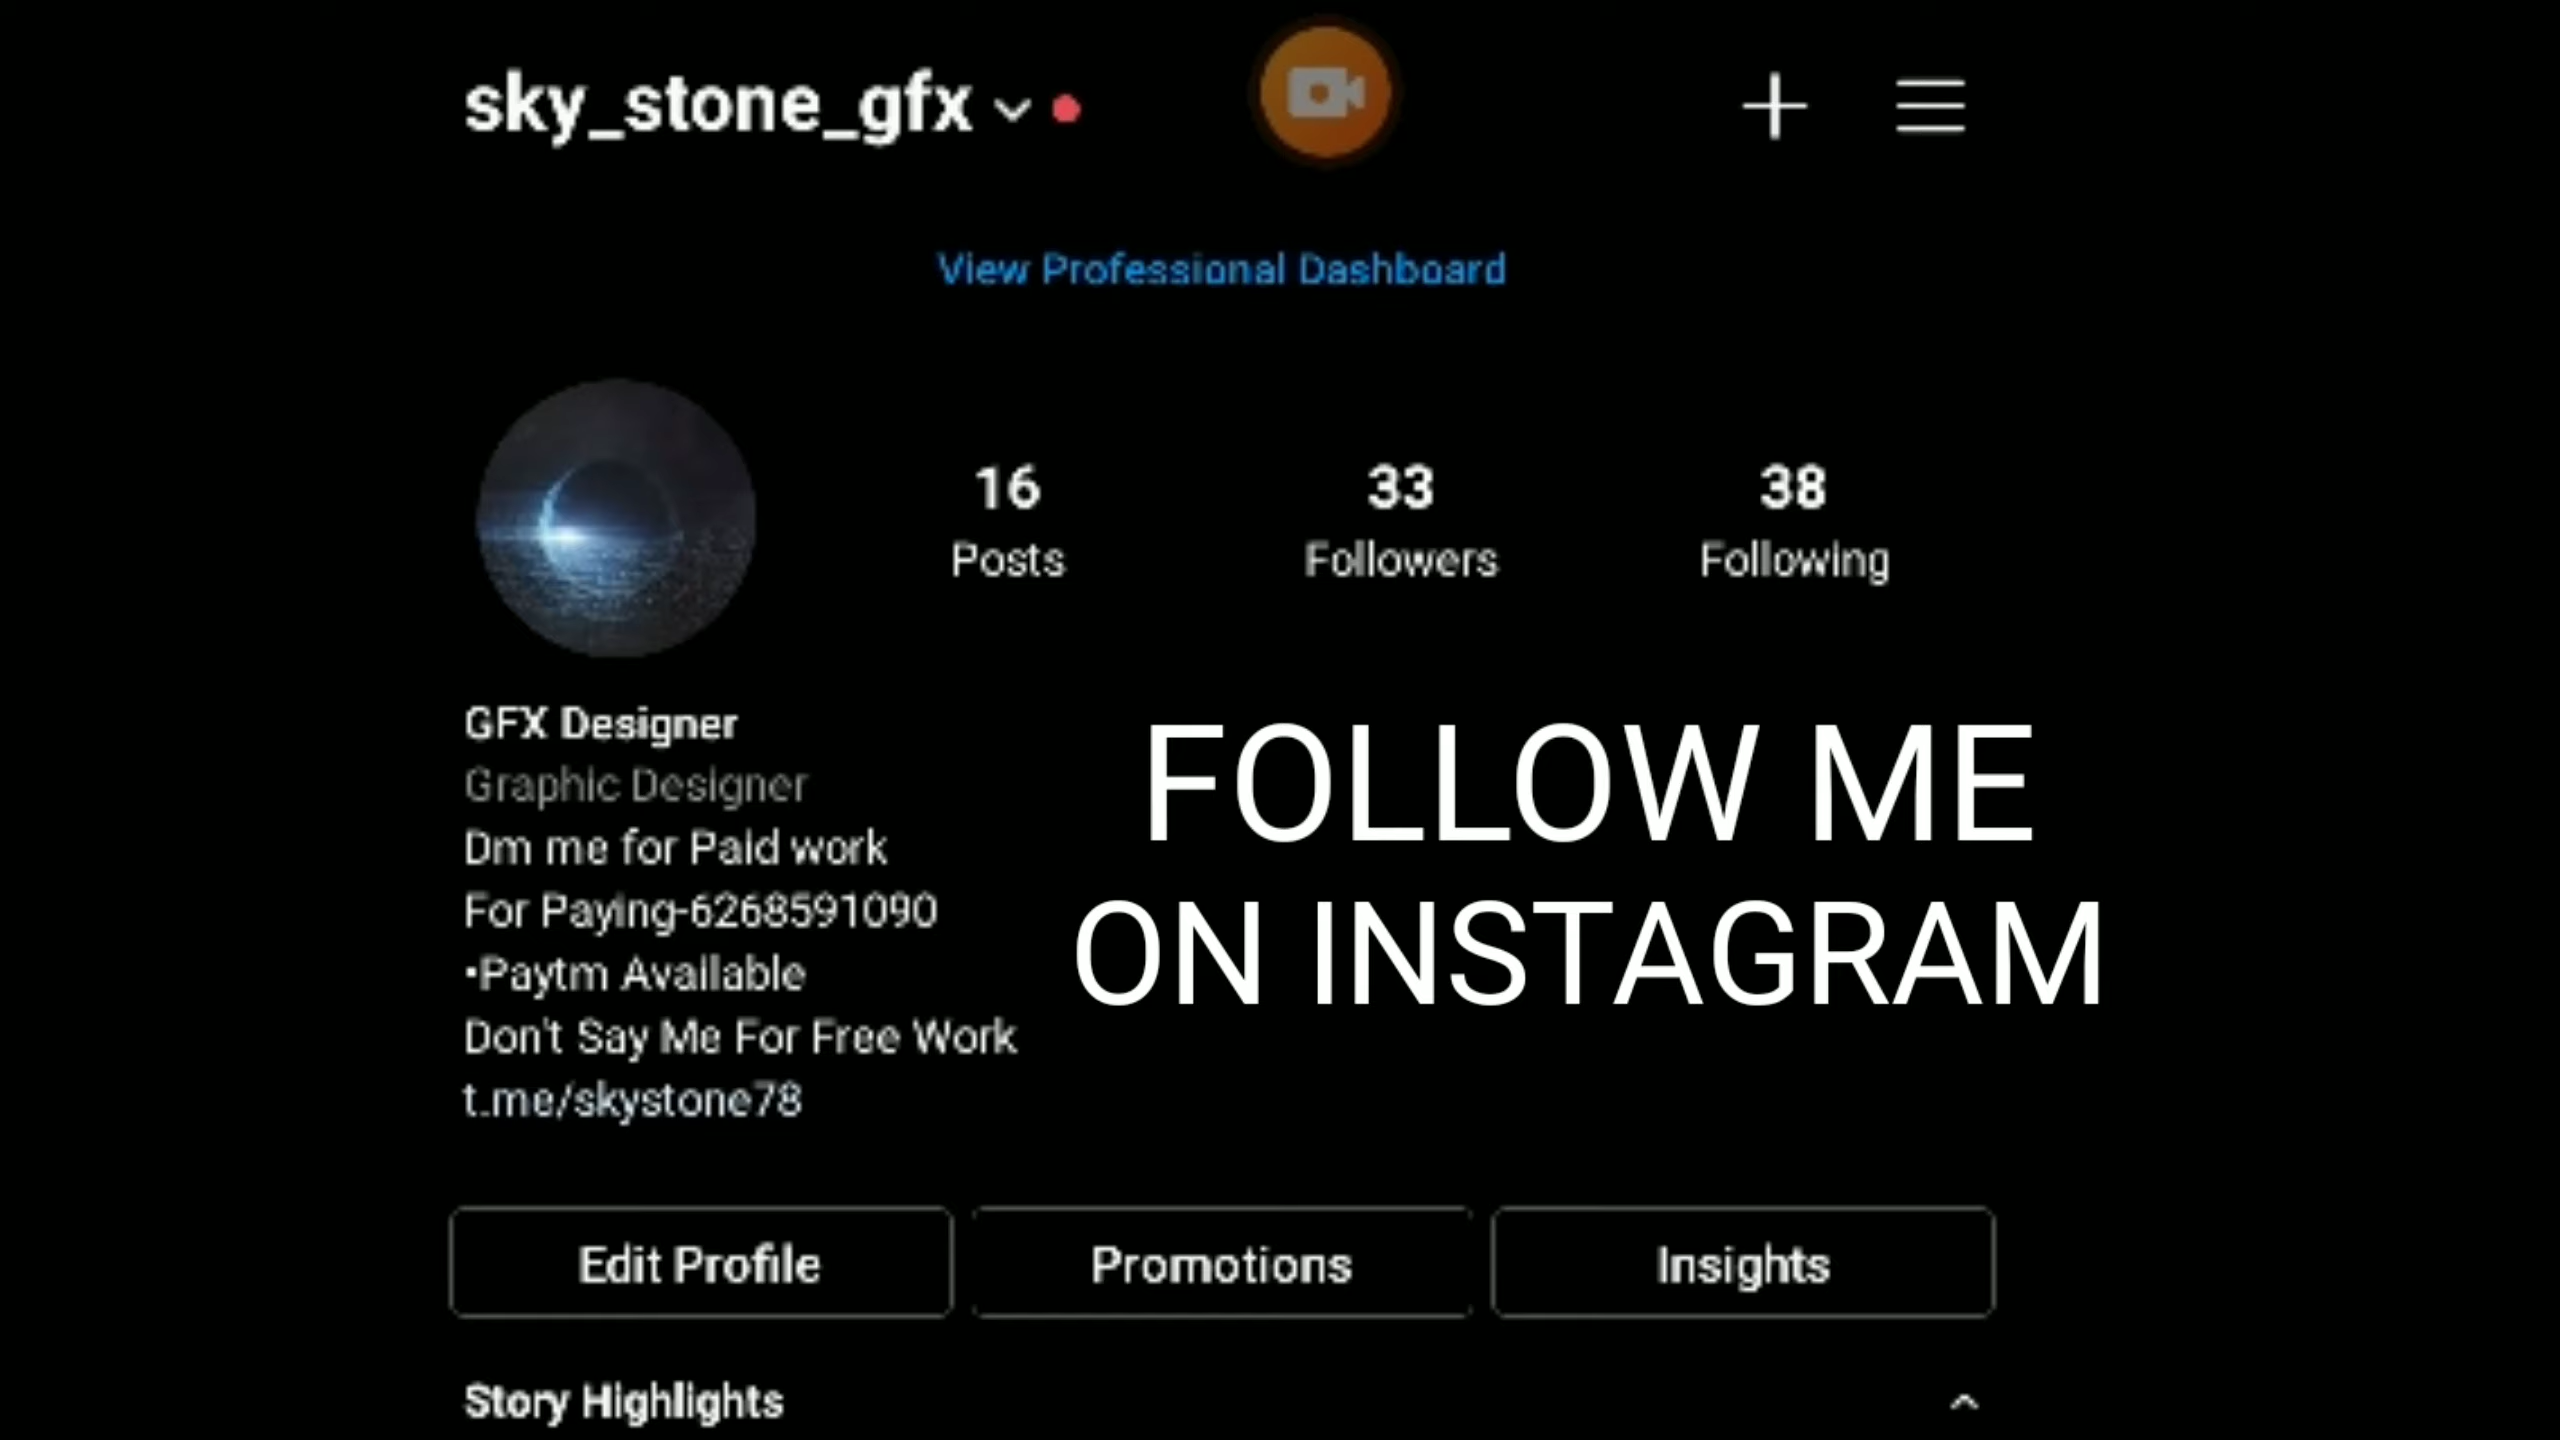 sky_stone_gfx
View Professional Dashboard
16
Posts
33
Followers
38
Following
GFX Designer
Graphic Designer
Dm me for Paid work
For Paying-6268591090
•Paytm Available
Don't Say Me For Free Work
t.me/skystone78
FOLLOW ME
ON INSTAGRAM
Edit Profile
Promotions
Insights
Story Highlights